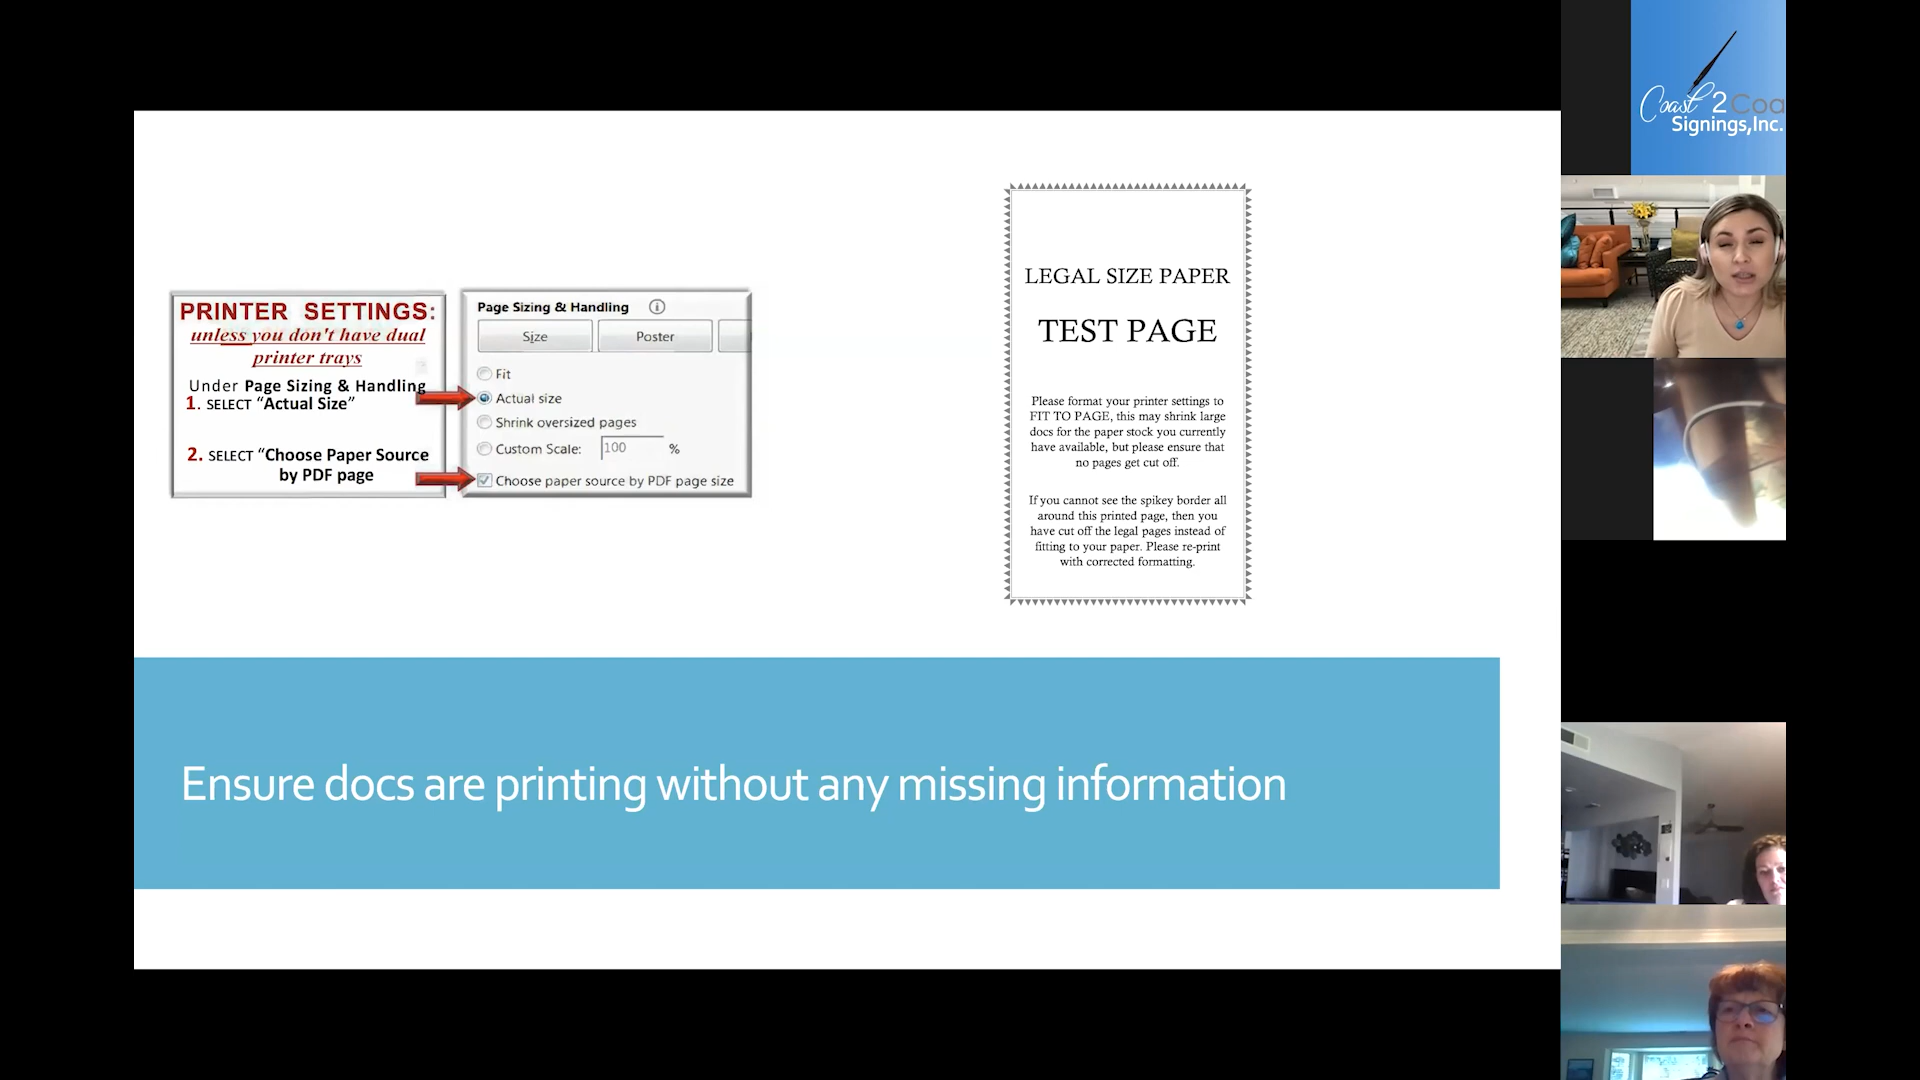 PRINTER SETTINGS:
unless you don't have dual
printer trays
Under Page Sizing & Handling
1. SELECT "Actual Size"
2. SELECT "Choose Paper Source
by PDF page
Page Sizing & Handling
Size
Poster
Fit
Actual size
Shrink oversized pages
Custom Scale: 100 %
Choose paper source by PDF page size
LEGAL SIZE PAPER
TEST PAGE
Please format your printer settings to
FIT TO PAGE, this may shrink large
docs for the paper stock you currently
have available, but please ensure that
no pages get cut off.
If you cannot see the spikey border all
around this printed page, then you
have cut off the legal pages instead of
fitting to your paper. Please re-print
with corrected formatting.
Ensure docs are printing without any missing information
Coast 2 Coa
Signings,Inc.